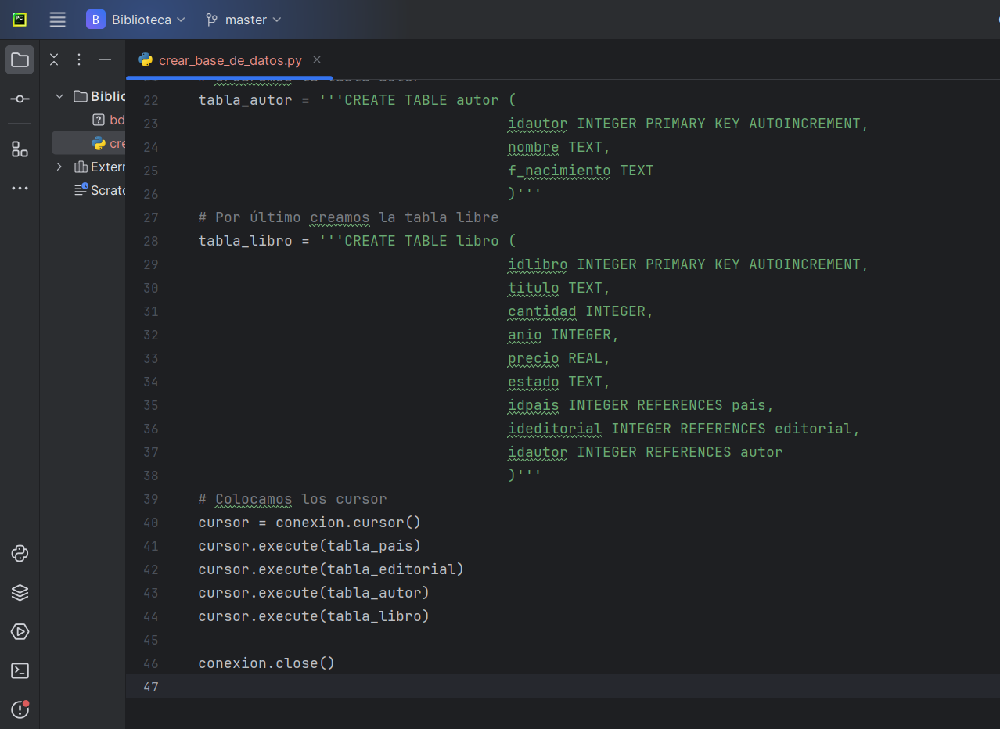 PC
B Biblioteca master
crear_base_de_datos.py
22 tabla_autor = '''CREATE TABLE autor (
23 idautor INTEGER PRIMARY KEY AUTOINCREMENT,
24 nombre TEXT,
25 f_nacimiento TEXT
26 )'''
27 # Por último creamos la tabla libre
28 tabla_libro = '''CREATE TABLE libro (
29 idlibro INTEGER PRIMARY KEY AUTOINCREMENT,
30 titulo TEXT,
31 cantidad INTEGER,
32 anio INTEGER,
33 precio REAL,
34 estado TEXT,
35 idpais INTEGER REFERENCES pais,
36 ideditorial INTEGER REFERENCES editorial,
37 idautor INTEGER REFERENCES autor
38 )'''
39 # Colocamos los cursor
40 cursor = conexion.cursor()
41 cursor.execute(tabla_pais)
42 cursor.execute(tabla_editorial)
43 cursor.execute(tabla_autor)
44 cursor.execute(tabla_libro)
45
46 conexion.close()
47